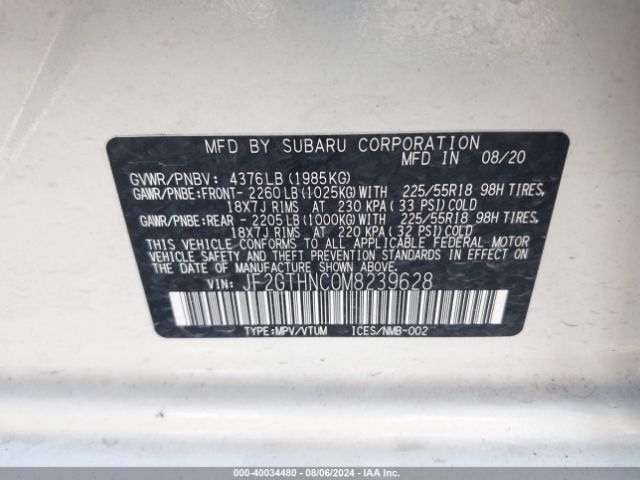 MFD BY SUBARU CORPORATION
MFD IN 08/20
GVWR/PNBV: 4376LB (1985KG)
GAWR/PNBE:FRONT- 2260LB (1025KG) WITH 225/55R18 98H TIRES,
18X7J RIMS AT 230 KPA (33 PSI) COLD
GAWR/PNBE:REAR - 2205LB (1000KG) WITH 225/55R18 98H TIRES,
18X7J RIMS AT 220 KPA (32 PSI) COLD
THIS VEHICLE CONFORMS TO ALL APPLICABLE FEDERAL MOTOR
VEHICLE SAFETY AND THEFT PREVENTION STANDARDS IN EFFECT ON
THE DATE OF MANUFACTURE SHOWN ABOVE.
VIN: JF2GTHNC0M8239628
TYPE:MPV/VTUM ICES/NMB-002
000-40034480 - 08/06/2024 - IAAI.com